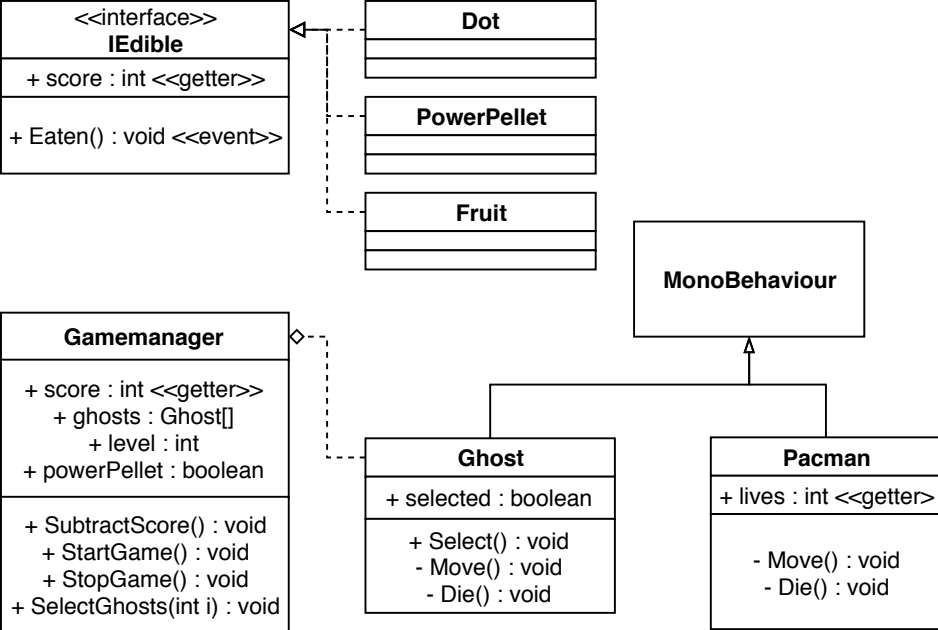 <<interface>>
IEdible
+ score : int <<getter>>
+ Eaten() : void <<event>>
Dot
PowerPellet
Fruit
MonoBehaviour
Gamemanager
+ score : int <<getter>>
+ ghosts : Ghost[]
+ level : int
+ powerPellet : boolean
+ SubtractScore() : void
+ StartGame() : void
+ StopGame() : void
+ SelectGhosts(int i) : void
Ghost
+ selected : boolean
+ Select() : void
- Move() : void
- Die() : void
Pacman
+ lives : int <<getter>
- Move() : void
- Die() : void